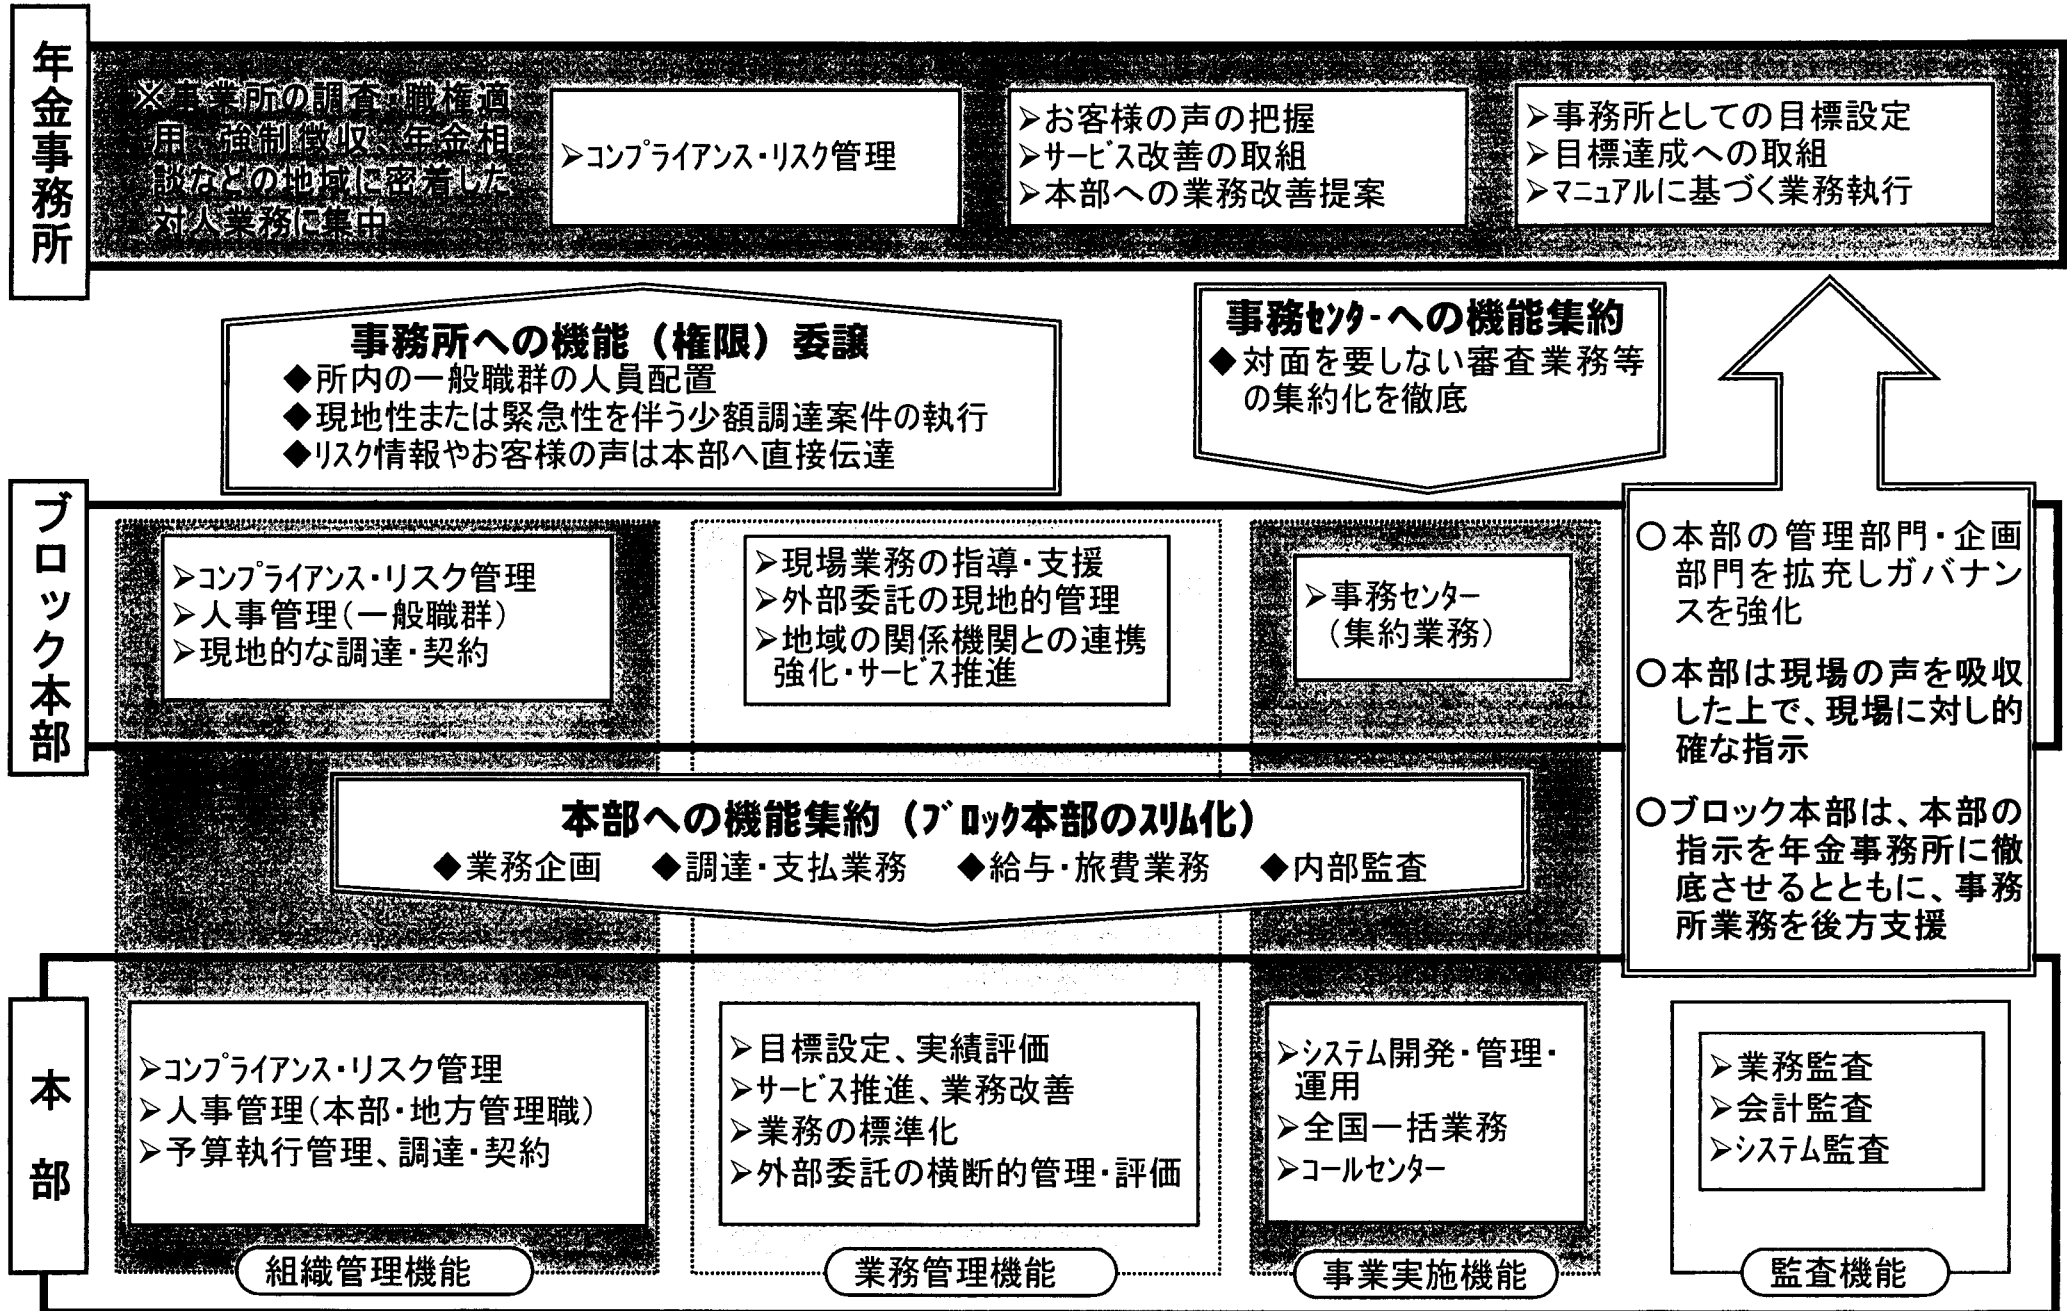 年金事務所
※事業所の調査・職権適
用、強制徴収、年金相
談などの地域に密着した
対人業務に集中
➢コンプライアンス・リスク管理
➢お客様の声の把握
➢サービス改善の取組
➢本部への業務改善提案
➢事務所としての目標設定
➢目標達成への取組
➢マニュアルに基づく業務執行
事務所への機能（権限）委譲
◆所内の一般職群の人員配置
◆現地性または緊急性を伴う少額調達案件の執行
◆リスク情報やお客様の声は本部へ直接伝達
事務センターへの機能集約
◆対面を要しない審査業務等
の集約化を徹底
ブロック本部
➢コンプライアンス・リスク管理
➢人事管理(一般職群)
➢現地的な調達・契約
➢現場業務の指導・支援
➢外部委託の現地的管理
➢地域の関係機関との連携
強化・サービス推進
➢事務センター
(集約業務)
○本部の管理部門・企画
部門を拡充しガバナン
スを強化
○本部は現場の声を吸収
した上で、現場に対し的
確な指示
○ブロック本部は、本部の
指示を年金事務所に徹
底させるとともに、事務
所業務を後方支援
本部への機能集約（ブロック本部のスリム化）
◆業務企画 ◆調達・支払業務 ◆給与・旅費業務 ◆内部監査
本部
➢コンプライアンス・リスク管理
➢人事管理(本部・地方管理職)
➢予算執行管理、調達・契約
➢目標設定、実績評価
➢サービス推進、業務改善
➢業務の標準化
➢外部委託の横断的管理・評価
➢システム開発・管理・
運用
➢全国一括業務
➢コールセンター
➢業務監査
➢会計監査
➢システム監査
組織管理機能
業務管理機能
事業実施機能
監査機能